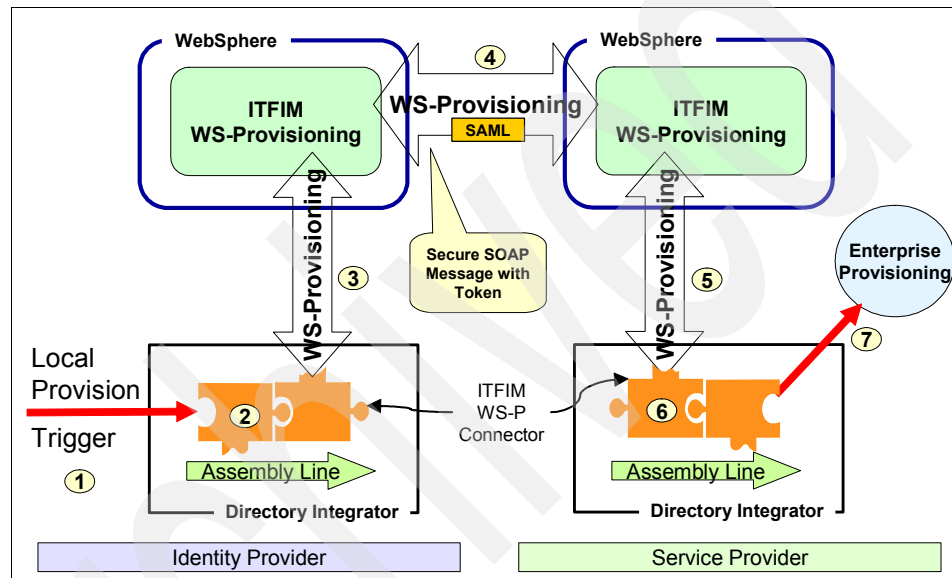 WebSphere
WebSphere
4
ITFIM
WS-Provisioning
WS-Provisioning
SAML
ITFIM
WS-Provisioning
WS-Provisioning
3
Secure SOAP
Message with
Token
WS-Provisioning
5
Enterprise
Provisioning
7
Local
Provision
Trigger
1
2
ITFIM
WS-P
Connector
6
Assembly Line
Assembly Line
Directory Integrator
Directory Integrator
Identity Provider
Service Provider